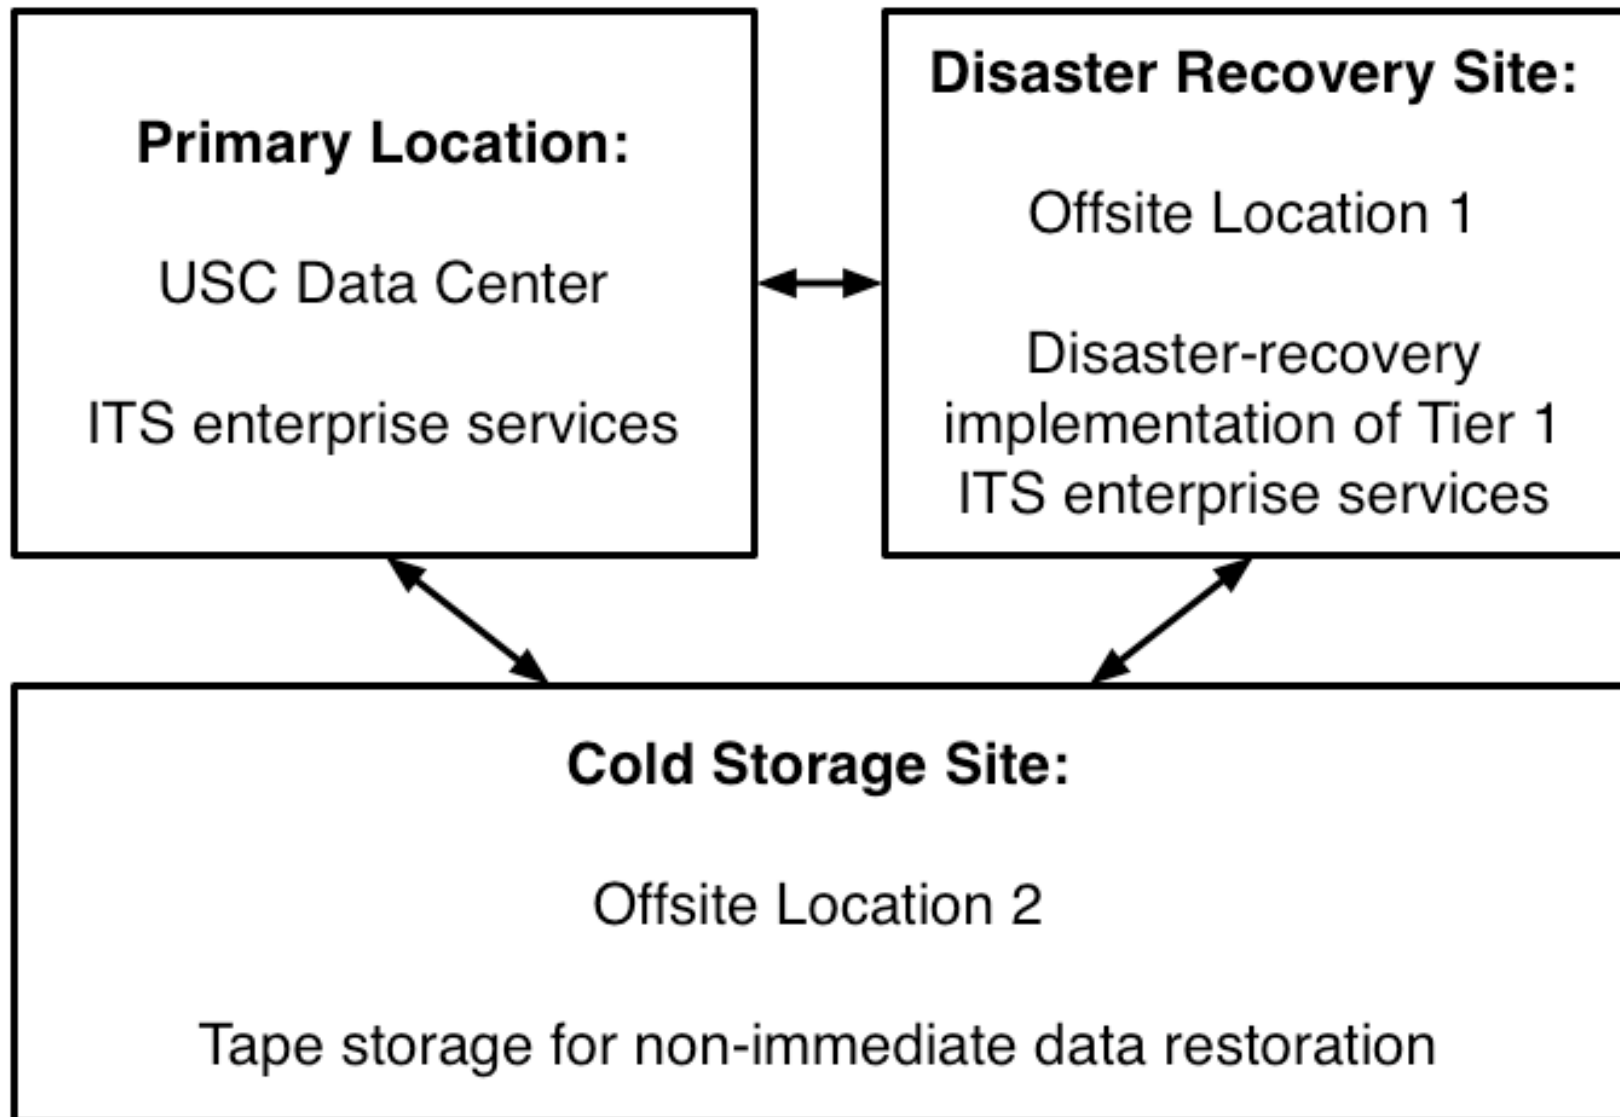 Primary Location:
USC Data Center
ITS enterprise services
Disaster Recovery Site:
Offsite Location 1
Disaster-recovery
implementation of Tier 1
ITS enterprise services
Cold Storage Site:
Offsite Location 2
Tape storage for non-immediate data restoration